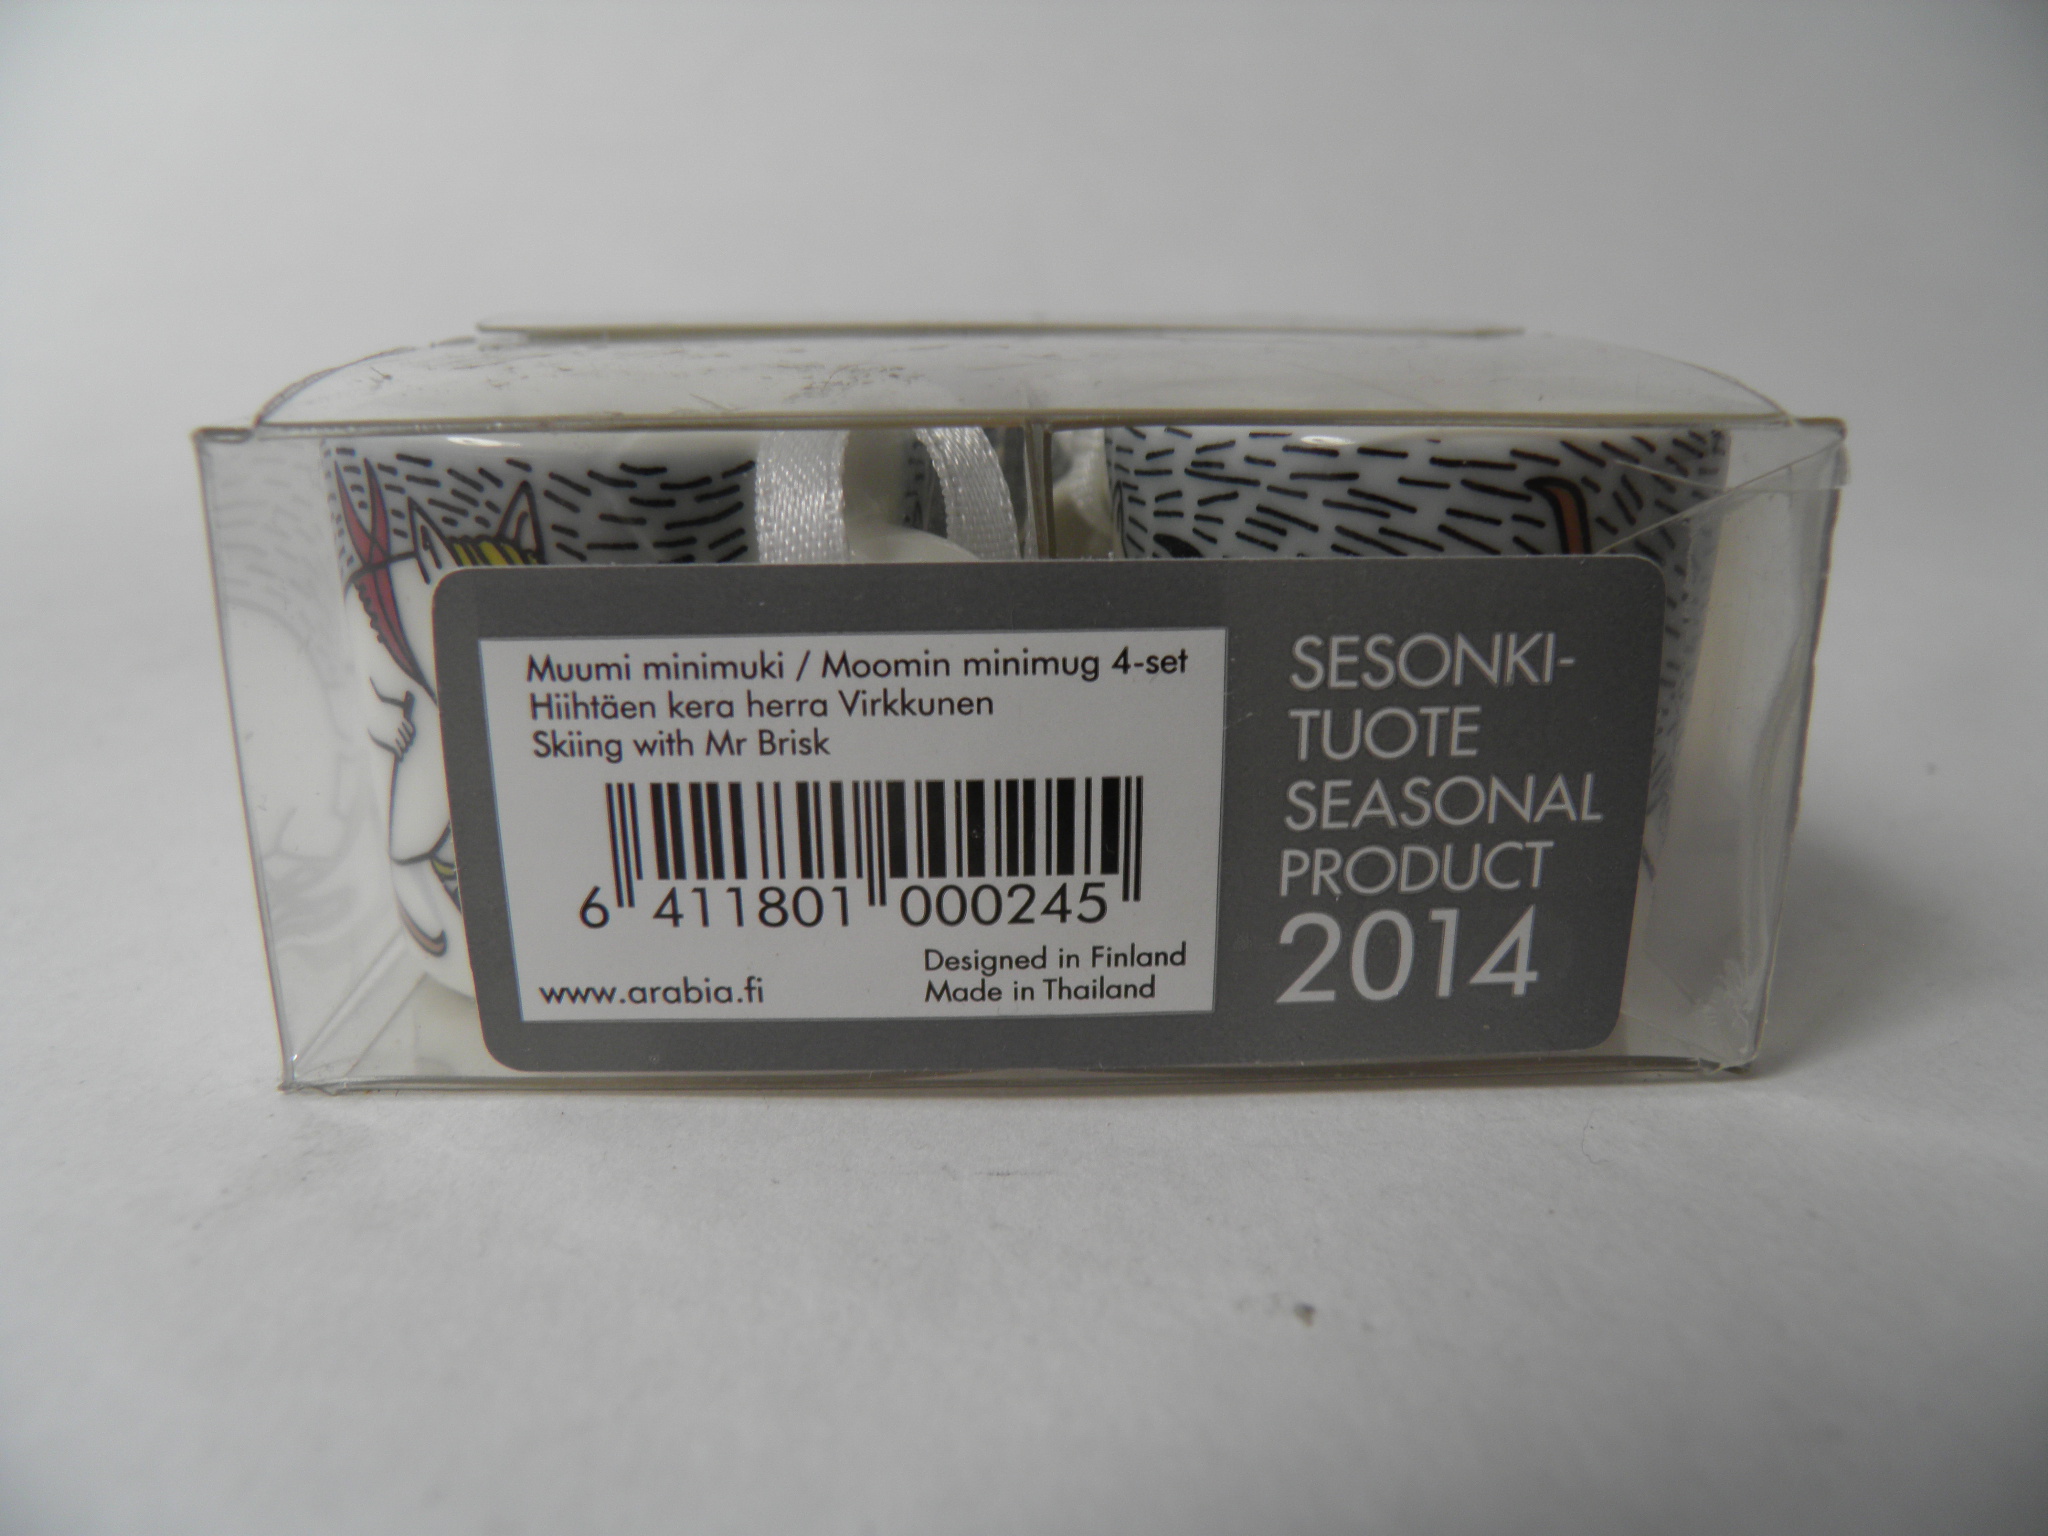 Muumi minimuki / Moomin minimug 4-set
Hiihtäen kera herra Virkkunen
Skiing with Mr Brisk
6 411801 000245
www.arabia.fi
Designed in Finland
Made in Thailand
SESONKI-
TUOTE
SEASONAL
PRODUCT
2014